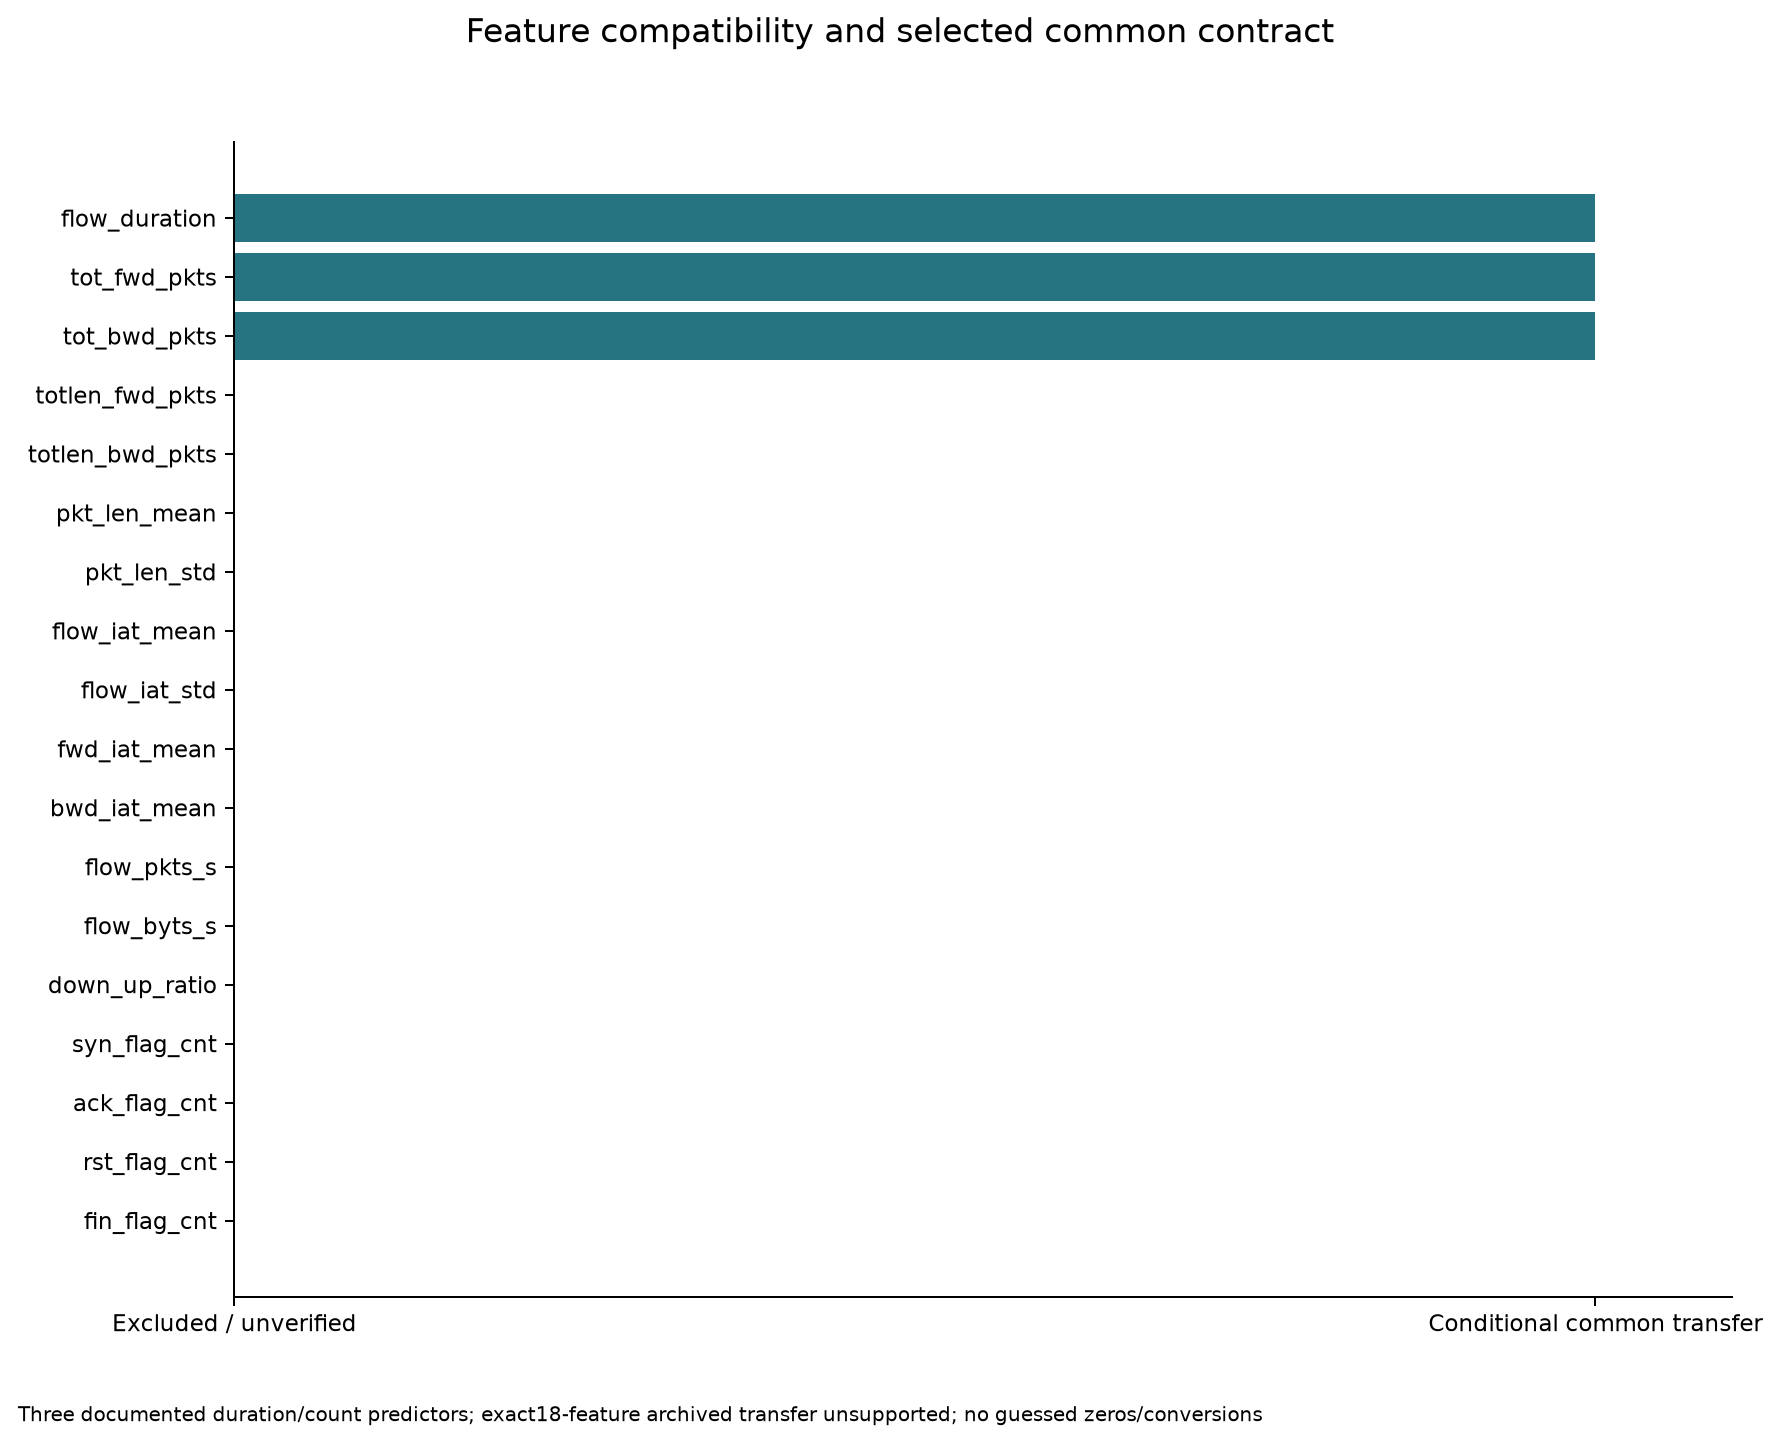 Feature compatibility and selected common contract
flow_duration
tot_fwd_pkts
tot_bwd_pkts
totlen_fwd_pkts
totlen_bwd_pkts
pkt_len_mean
pkt_len_std
flow_iat_mean
flow_iat_std
fwd_iat_mean
bwd_iat_mean
flow_pkts_s
flow_byts_s
down_up_ratio
syn_flag_cnt
ack_flag_cnt
rst_flag_cnt
fin_flag_cnt
Excluded / unverified
Conditional common transfer
Three documented duration/count predictors; exact18-feature archived transfer unsupported; no guessed zeros/conversions